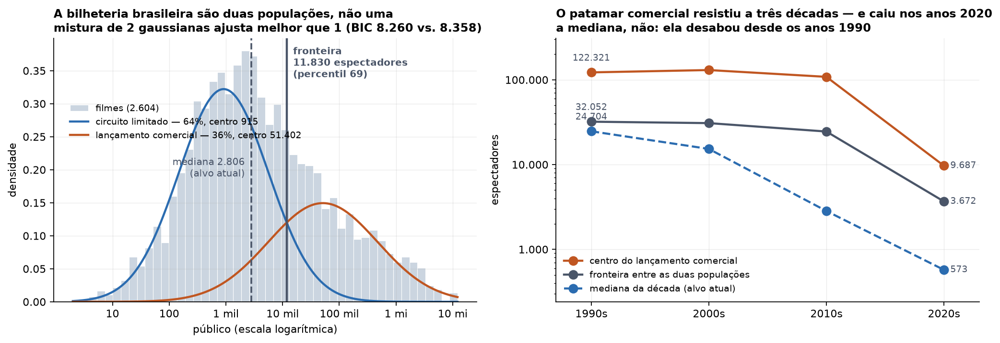 A bilheteria brasileira são duas populações, não uma
mistura de 2 gaussianas ajusta melhor que 1 (BIC 8.260 vs. 8.358)
fronteira
11.830 espectadores
(percentil 69)
filmes (2.604)
circuito limitado — 64%, centro 915
lançamento comercial — 36%, centro 51.402
mediana 2.806
(alvo atual)
densidade
0.35
0.30
0.25
0.20
0.15
0.10
0.05
0.00
10
100
1 mil
10 mil
100 mil
1 mi
10 mi
público (escala logarítmica)
O patamar comercial resistiu a três décadas — e caiu nos anos 2020
a mediana, não: ela desabou desde os anos 1990
espectadores
100.000
10.000
1.000
122.321
32.052
24.704
9.687
3.672
573
centro do lançamento comercial
fronteira entre as duas populações
mediana da década (alvo atual)
1990s
2000s
2010s
2020s